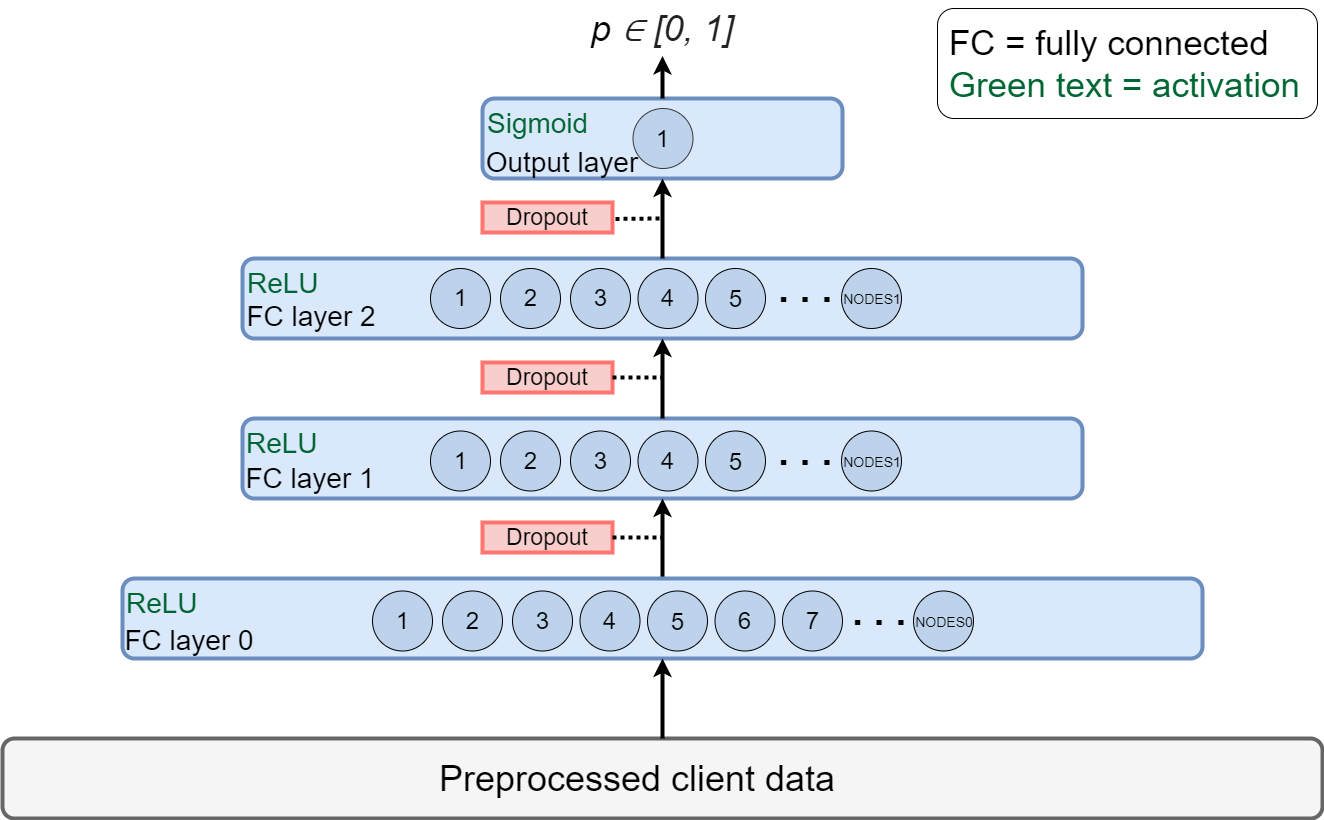 p ∈ [0, 1]
FC = fully connected
Green text = activation
Sigmoid
Output layer
1
Dropout
ReLU
FC layer 2
1 2 3 4 5 . . . NODES1
Dropout
ReLU
FC layer 1
1 2 3 4 5 . . . NODES1
Dropout
ReLU
FC layer 0
1 2 3 4 5 6 7 . . . NODES0
Preprocessed client data